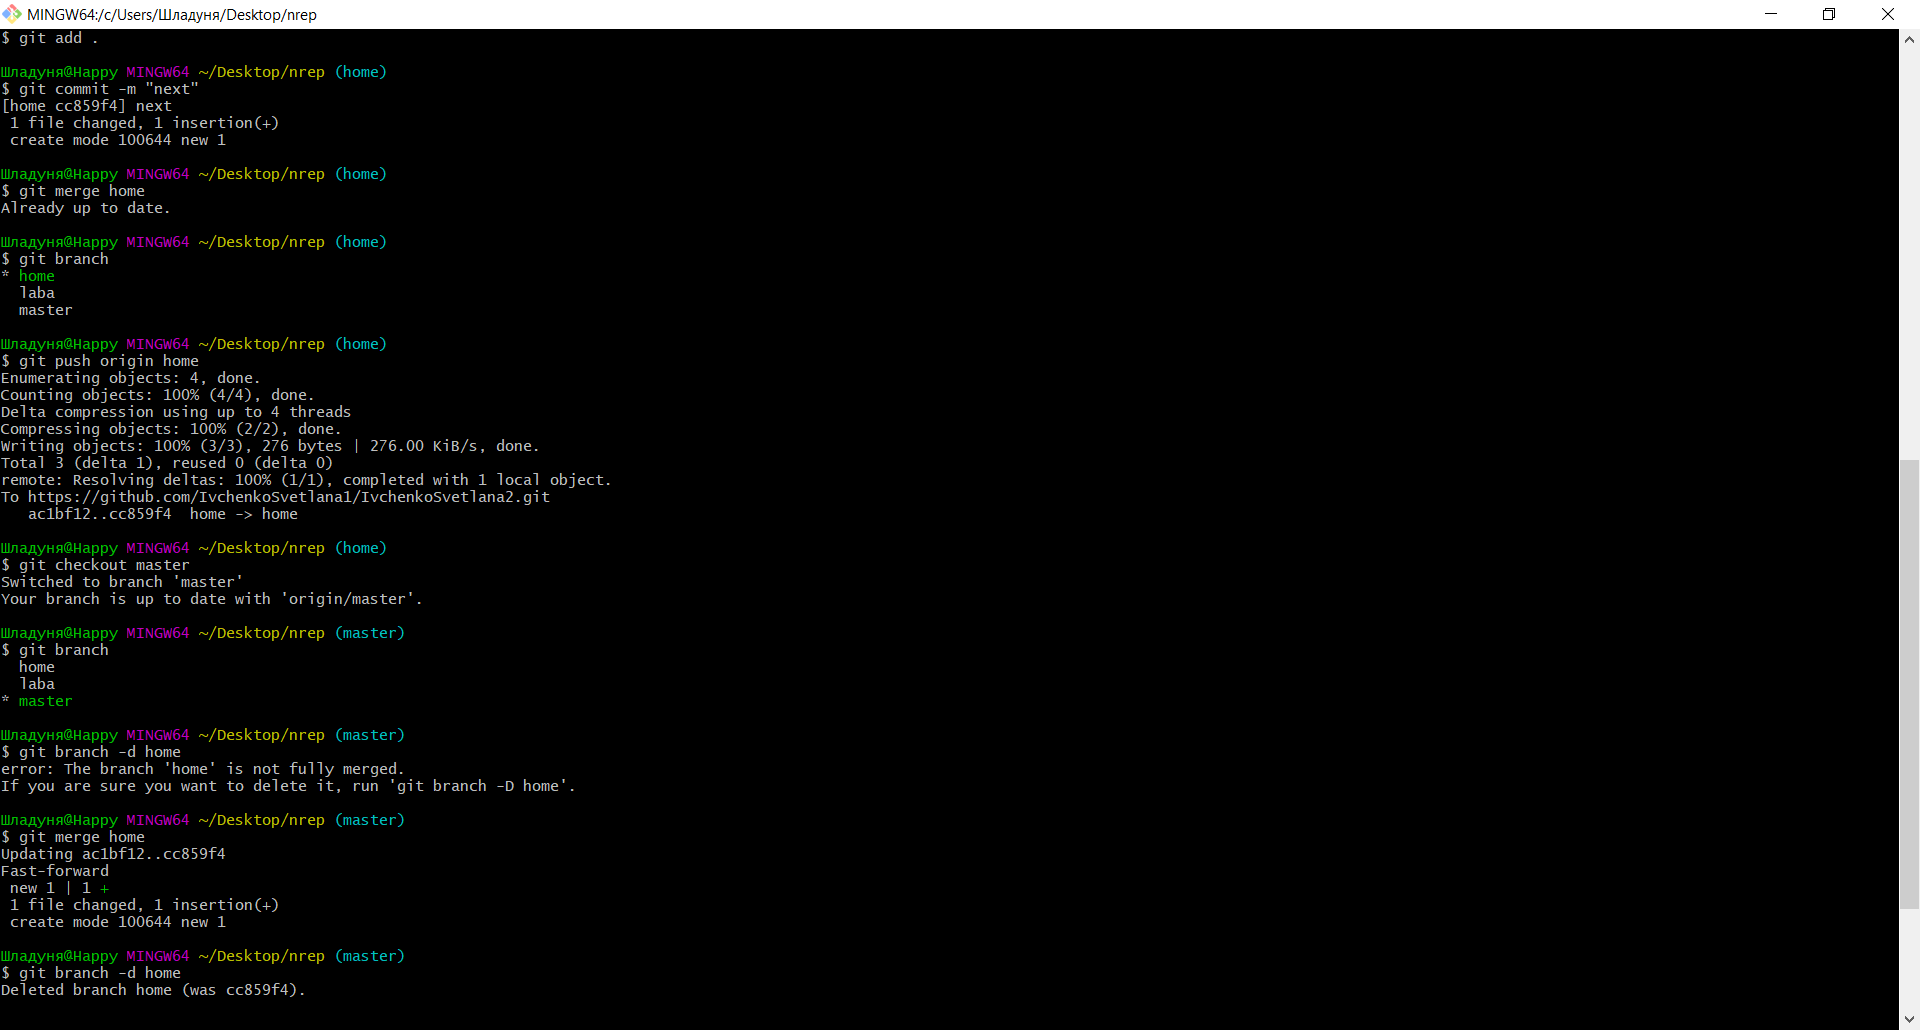 MINGW64:/c/Users/Шладуня/Desktop/nrep
$ git add .
Шладуня@Happy MINGW64 ~/Desktop/nrep (home)
$ git commit -m "next"
[home cc859f4] next
1 file changed, 1 insertion(+)
create mode 100644 new 1
Шладуня@Happy MINGW64 ~/Desktop/nrep (home)
$ git merge home
Already up to date.
Шладуня@Happy MINGW64 ~/Desktop/nrep (home)
$ git branch
* home
laba
master
Шладуня@Happy MINGW64 ~/Desktop/nrep (home)
$ git push origin home
Enumerating objects: 4, done.
Counting objects: 100% (4/4), done.
Delta compression using up to 4 threads
Compressing objects: 100% (2/2), done.
Writing objects: 100% (3/3), 276 bytes | 276.00 KiB/s, done.
Total 3 (delta 1), reused 0 (delta 0)
remote: Resolving deltas: 100% (1/1), completed with 1 local object.
To https://github.com/IvchenkoSvetlana1/IvchenkoSvetlana2.git
ac1bf12..cc859f4  home -> home
Шладуня@Happy MINGW64 ~/Desktop/nrep (home)
$ git checkout master
Switched to branch 'master'
Your branch is up to date with 'origin/master'.
Шладуня@Happy MINGW64 ~/Desktop/nrep (master)
$ git branch
home
laba
* master
Шладуня@Happy MINGW64 ~/Desktop/nrep (master)
$ git branch -d home
error: The branch 'home' is not fully merged.
If you are sure you want to delete it, run 'git branch -D home'.
Шладуня@Happy MINGW64 ~/Desktop/nrep (master)
$ git merge home
Updating ac1bf12..cc859f4
Fast-forward
new 1 | 1 +
1 file changed, 1 insertion(+)
create mode 100644 new 1
Шладуня@Happy MINGW64 ~/Desktop/nrep (master)
$ git branch -d home
Deleted branch home (was cc859f4).